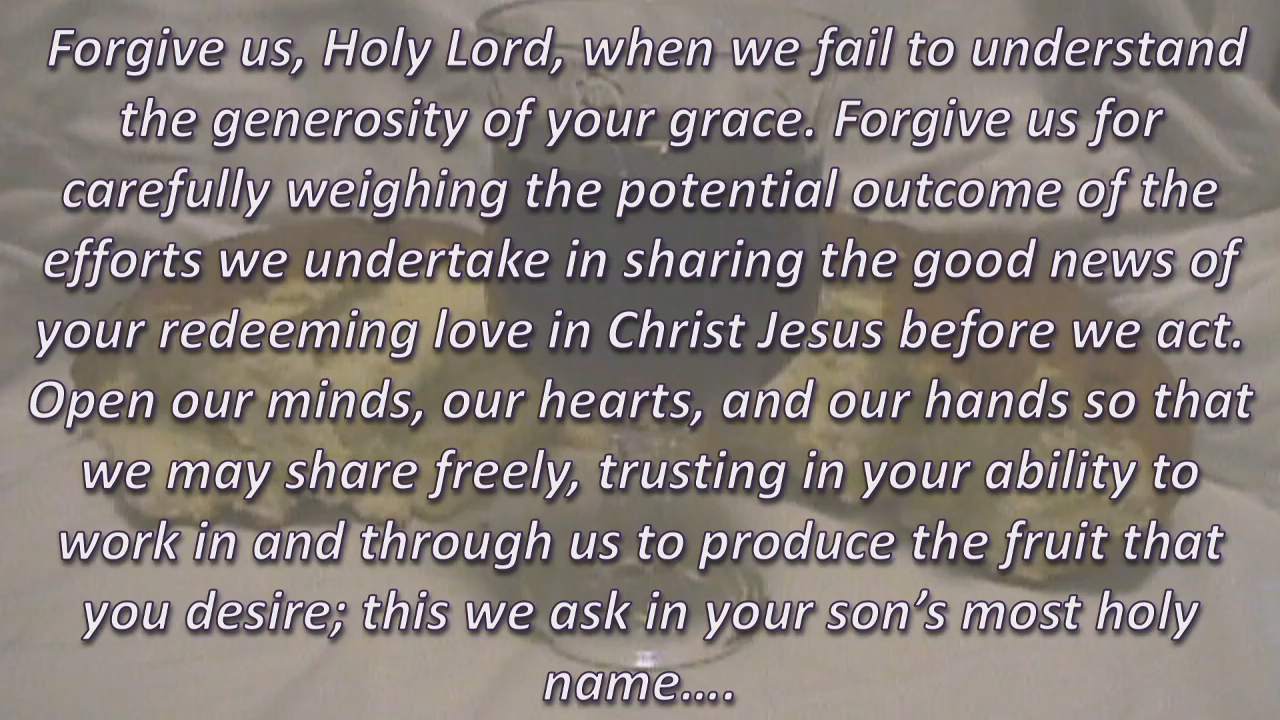 Forgive us, Holy Lord, when we fail to understand
the generosity of your grace. Forgive us for
carefully weighing the potential outcome of the
efforts we undertake in sharing the good news of
your redeeming love in Christ Jesus before we act.
Open our minds, our hearts, and our hands so that
we may share freely, trusting in your ability to
work in and through us to produce the fruit that
you desire; this we ask in your son’s most holy
name….